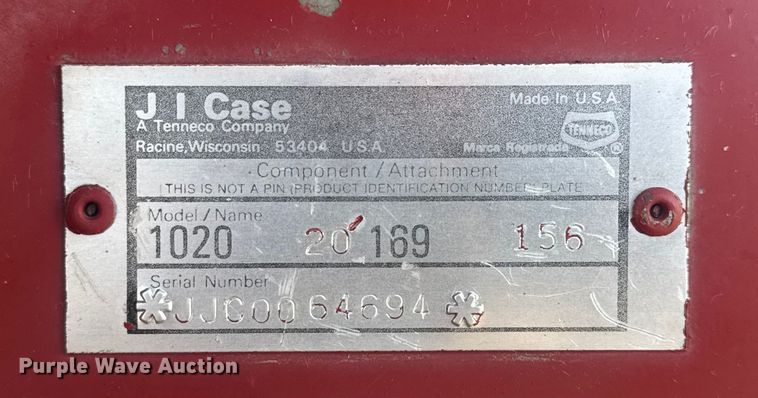 J I Case
A Tenneco Company
Racine, Wisconsin 53404 U.S.A.
Made In U.S.A.
TENNECO
Marca Registrada ®
Component / Attachment
(THIS IS NOT A PIN (PRODUCT IDENTIFICATION NUMBER) PLATE
Model / Name
1020 20' 169 156
Serial Number
*JJC0064694*
Purple Wave Auction